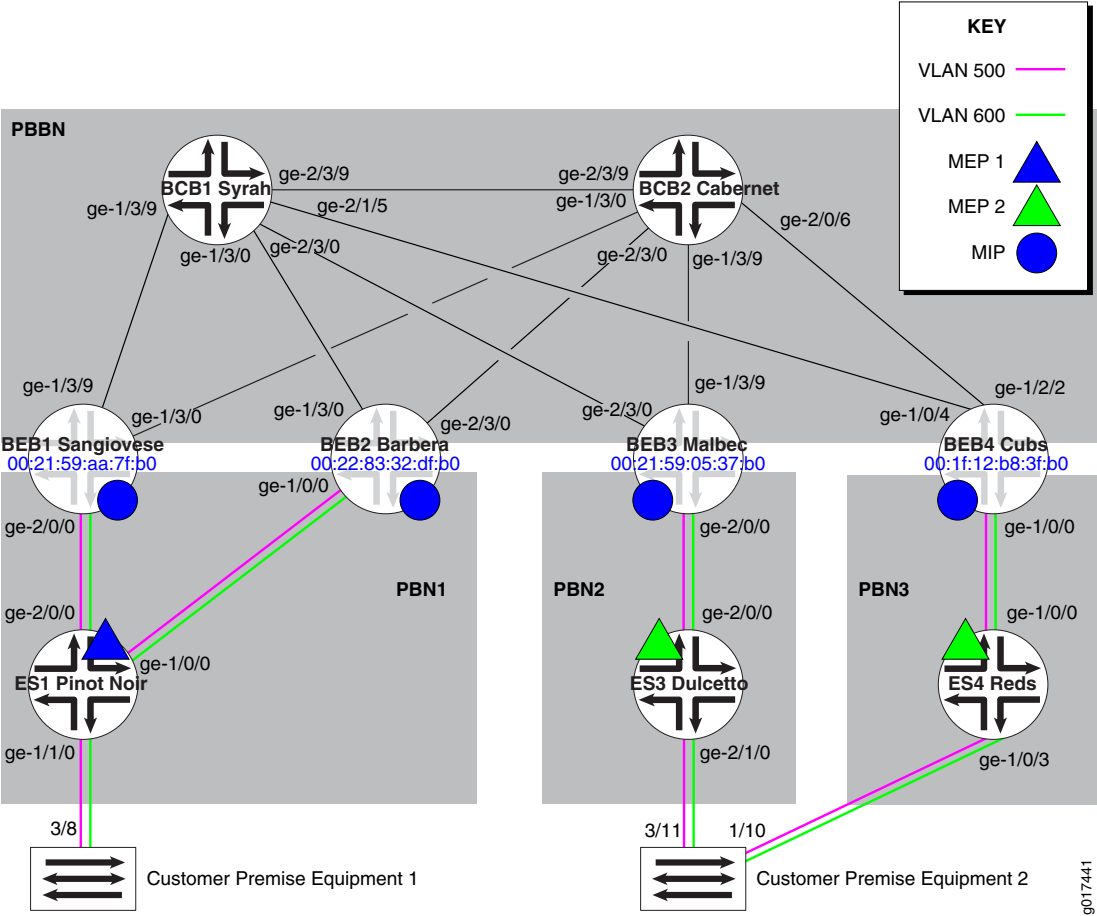 KEY
VLAN 500
VLAN 600
MEP 1
MEP 2
MIP
PBBN
BCB1 Syrah
ge-2/3/9
ge-2/3/9
BCB2 Cabernet
ge-1/3/9
ge-2/1/5
ge-1/3/0
ge-2/0/6
ge-1/3/0
ge-2/3/0
ge-2/3/0
ge-1/3/9
ge-1/3/9
ge-1/3/0
ge-1/3/0
ge-2/3/0
ge-2/3/0
ge-1/3/9
ge-1/0/4
ge-1/2/2
BEB1 Sangiovese
00:21:59:aa:7f:b0
BEB2 Barbera
00:22:83:32:df:b0
BEB3 Malbec
00:21:59:05:37:b0
BEB4 Cubs
00:1f:12:b8:3f:b0
ge-2/0/0
ge-1/0/0
ge-2/0/0
ge-1/0/0
PBN1
PBN2
PBN3
ge-2/0/0
ge-1/0/0
ge-2/0/0
ge-1/0/0
ES1 Pinot Noir
ES3 Dulcetto
ES4 Reds
ge-1/1/0
ge-2/1/0
ge-1/0/3
3/8
3/11
1/10
Customer Premise Equipment 1
Customer Premise Equipment 2
g017441